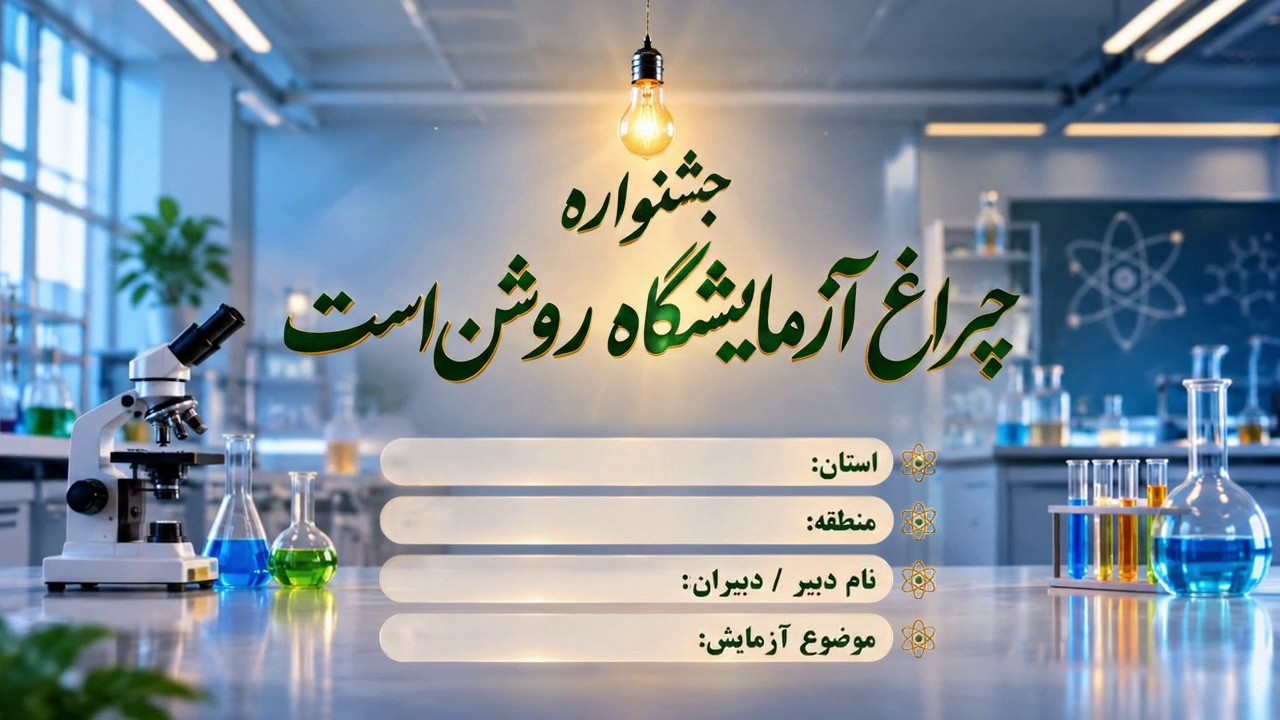 جشنواره
چراغ آزمایشگاه روشن است
استان:
منطقه:
نام دبیر / دبیران:
موضوع آزمایش: